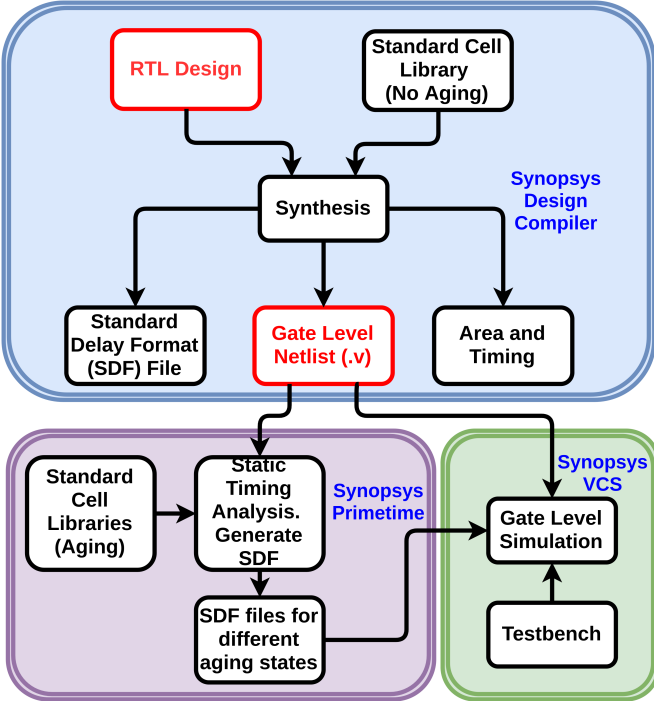 RTL Design
Standard Cell
Library
(No Aging)
Synthesis
Synopsys
Design
Compiler
Standard
Delay Format
(SDF) File
Gate Level
Netlist (.v)
Area and
Timing
Standard
Cell
Libraries
(Aging)
Static
Timing
Analysis.
Generate
SDF
Synopsys
Primetime
SDF files for
different
aging states
Synopsys
VCS
Gate Level
Simulation
Testbench